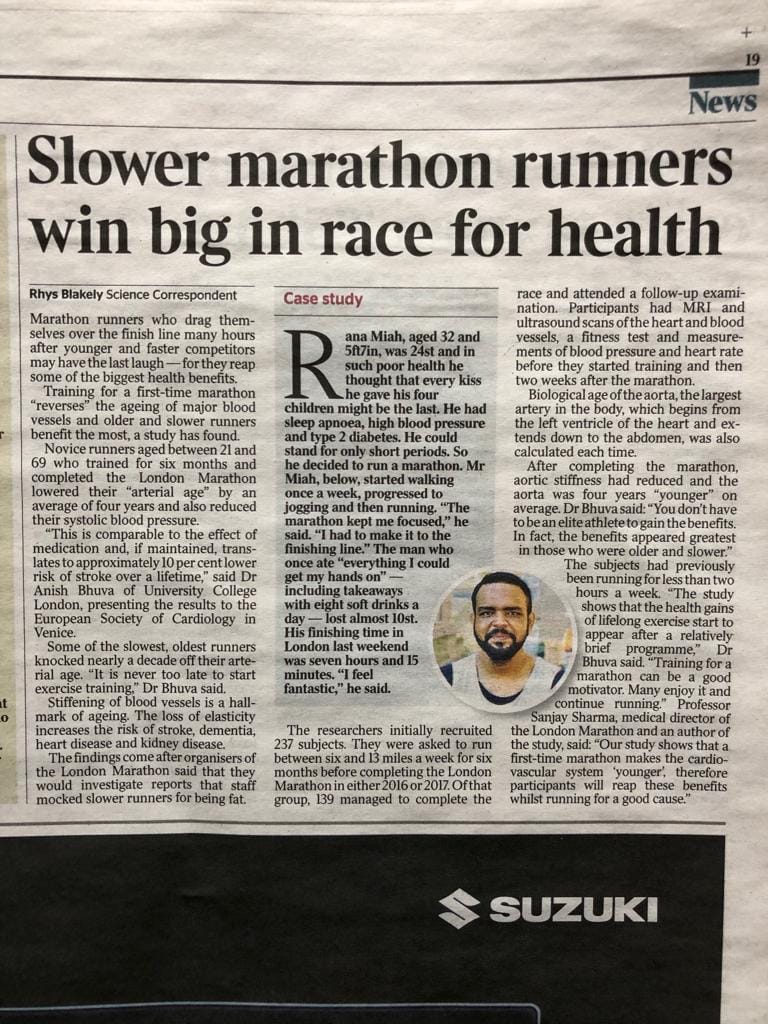 +
19
News
Slower marathon runners
win big in race for health
Rhys Blakely Science Correspondent
Marathon runners who drag them-
selves over the finish line many hours
after younger and faster competitors
may have the last laugh — for they reap
some of the biggest health benefits.
Training for a first-time marathon
“reverses” the ageing of major blood
vessels and older and slower runners
benefit the most, a study has found.
Novice runners aged between 21 and
69 who trained for six months and
completed the London Marathon
lowered their “arterial age” by an
average of four years and also reduced
their systolic blood pressure.
“This is comparable to the effect of
medication and, if maintained, trans-
lates to approximately 10 per cent lower
risk of stroke over a lifetime,” said Dr
Anish Bhuva of University College
London, presenting the results to the
European Society of Cardiology in
Venice.
Some of the slowest, oldest runners
knocked nearly a decade off their arte-
rial age. “It is never too late to start
exercise training,” Dr Bhuva said.
Stiffening of blood vessels is a hall-
mark of ageing. The loss of elasticity
increases the risk of stroke, dementia,
heart disease and kidney disease.
The findings come after organisers of
the London Marathon said that they
would investigate reports that staff
mocked slower runners for being fat.
Case study
Rana Miah, aged 32 and
5ft7in, was 24st and in
such poor health he
thought that every kiss
he gave his four
children might be the last. He had
sleep apnoea, high blood pressure
and type 2 diabetes. He could
stand for only short periods. So
he decided to run a marathon. Mr
Miah, below, started walking
once a week, progressed to
jogging and then running. “The
marathon kept me focused,” he
said. “I had to make it to the
finishing line.” The man who
once ate “everything I could
get my hands on” —
including takeaways
with eight soft drinks a
day — lost almost 10st.
His finishing time in
London last weekend
was seven hours and 15
minutes. “I feel
fantastic,” he said.
The researchers initially recruited
237 subjects. They were asked to run
between six and 13 miles a week for six
months before completing the London
Marathon in either 2016 or 2017. Of that
group, 139 managed to complete the
race and attended a follow-up exami-
nation. Participants had MRI and
ultrasound scans of the heart and blood
vessels, a fitness test and measure-
ments of blood pressure and heart rate
before they started training and then
two weeks after the marathon.
Biological age of the aorta, the largest
artery in the body, which begins from
the left ventricle of the heart and ex-
tends down to the abdomen, was also
calculated each time.
After completing the marathon,
aortic stiffness had reduced and the
aorta was four years “younger” on
average. Dr Bhuva said: “You don’t have
to be an elite athlete to gain the benefits.
In fact, the benefits appeared greatest
in those who were older and slower.”
The subjects had previously
been running for less than two
hours a week. “The study
shows that the health gains
of lifelong exercise start to
appear after a relatively
brief programme,” Dr
Bhuva said. “Training for a
marathon can be a good
motivator. Many enjoy it and
continue running.” Professor
Sanjay Sharma, medical director of
the London Marathon and an author of
the study, said: “Our study shows that a
first-time marathon makes the cardio-
vascular system ‘younger’, therefore
participants will reap these benefits
whilst running for a good cause.”
SUZUKI